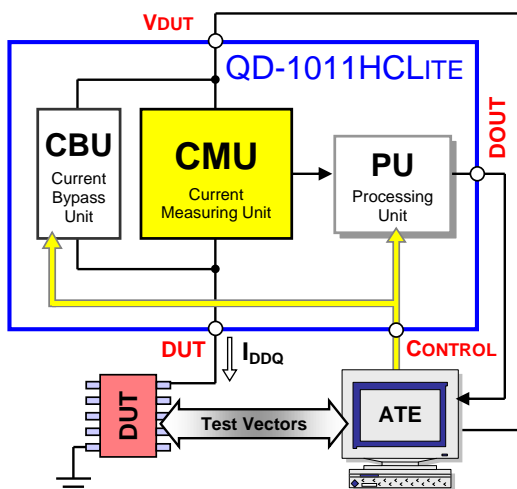 VDUT
QD-1011HCLITE
CBU
Current
Bypass
Unit
CMU
Current
Measuring Unit
PU
Processing
Unit
DOUT
DUT
IDDQ
CONTROL
DUT
Test Vectors
ATE